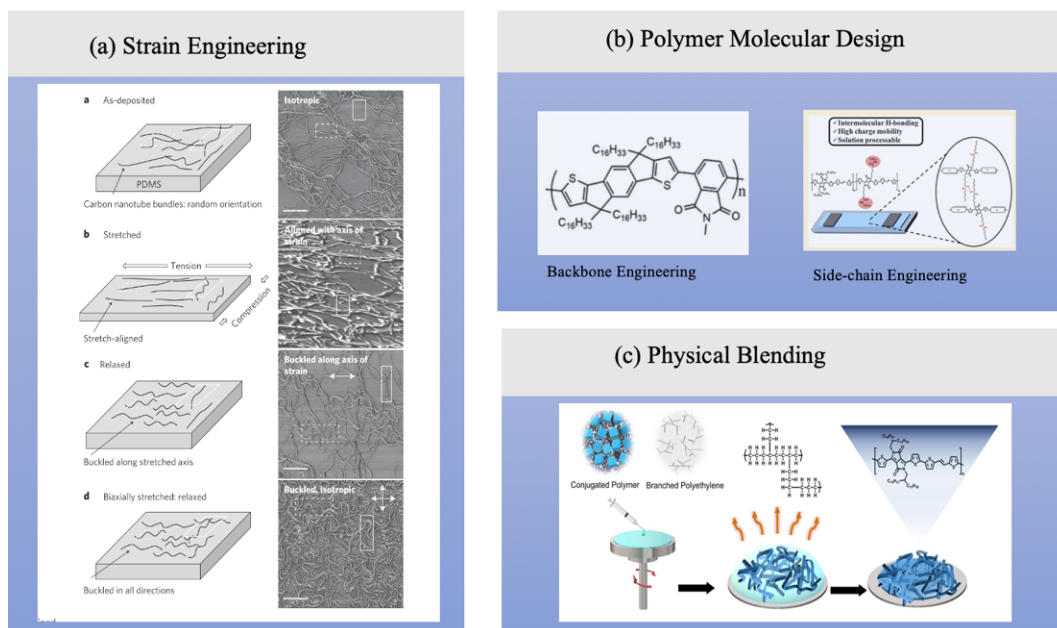 (a) Strain Engineering
a As-deposited
PDMS
Carbon nanotube bundles: random orientation
Isotropic
b Stretched
Tension
Compression
Stretch-aligned
Aligned with axis of
strain
c Relaxed
Buckled along stretched axis
Buckled along axis of
strain
d Biaxially stretched: relaxed
Buckled in all directions
Buckled, isotropic
(b) Polymer Molecular Design
C16H33
C16H33
S
S
C16H33
C16H33
O
N
O
n
Backbone Engineering
✓Intermolecular H-bonding
✓High charge mobility
✓Solution processable
Side-chain Engineering
(c) Physical Blending
Conjugated Polymer
Branched Polyethylene